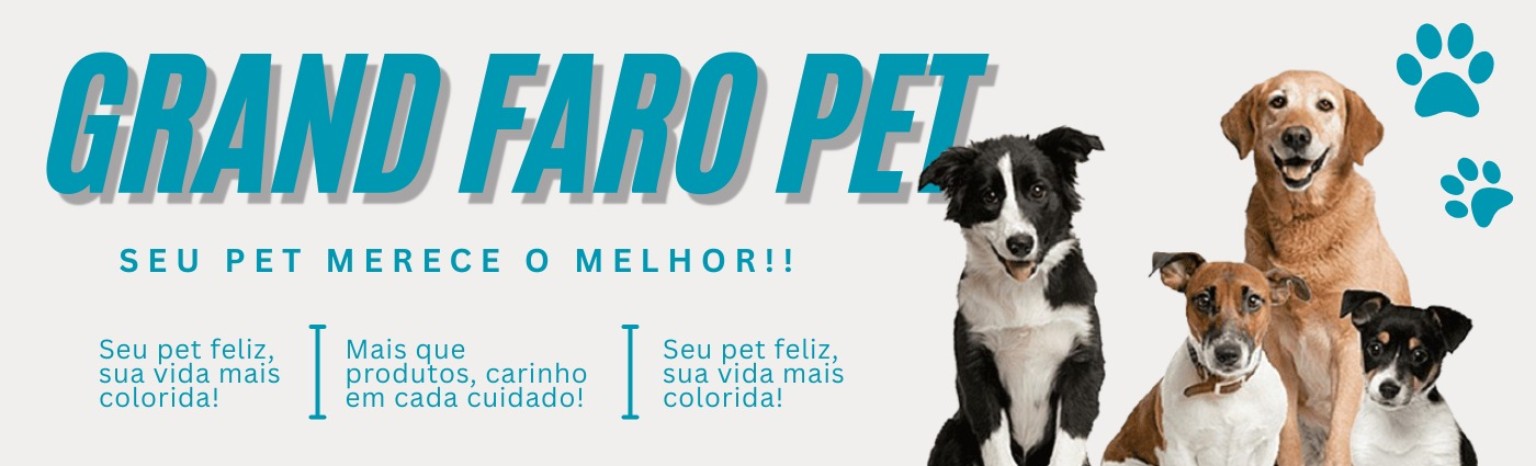 GRAND FARO PET
SEU PET MERECE O MELHOR!!
Seu pet feliz,
sua vida mais
colorida!
Mais que
produtos, carinho
em cada cuidado!
Seu pet feliz,
sua vida mais
colorida!